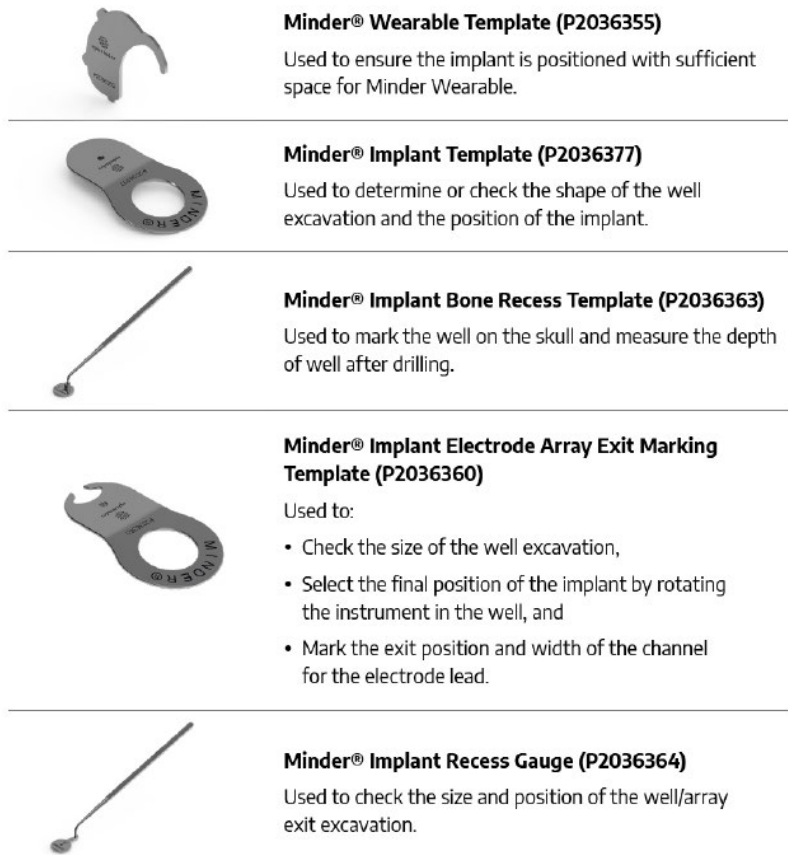 Minder® Wearable Template (P2036355)
Used to ensure the implant is positioned with sufficient
space for Minder Wearable.
Minder® Implant Template (P2036377)
Used to determine or check the shape of the well
excavation and the position of the implant.
MINDER®
Minder® Implant Bone Recess Template (P2036363)
Used to mark the well on the skull and measure the depth
of well after drilling.
Minder® Implant Electrode Array Exit Marking
Template (P2036360)
Used to:
• Check the size of the well excavation,
• Select the final position of the implant by rotating
the instrument in the well, and
• Mark the exit position and width of the channel
for the electrode lead.
MINDER®
Minder® Implant Recess Gauge (P2036364)
Used to check the size and position of the well/array
exit excavation.